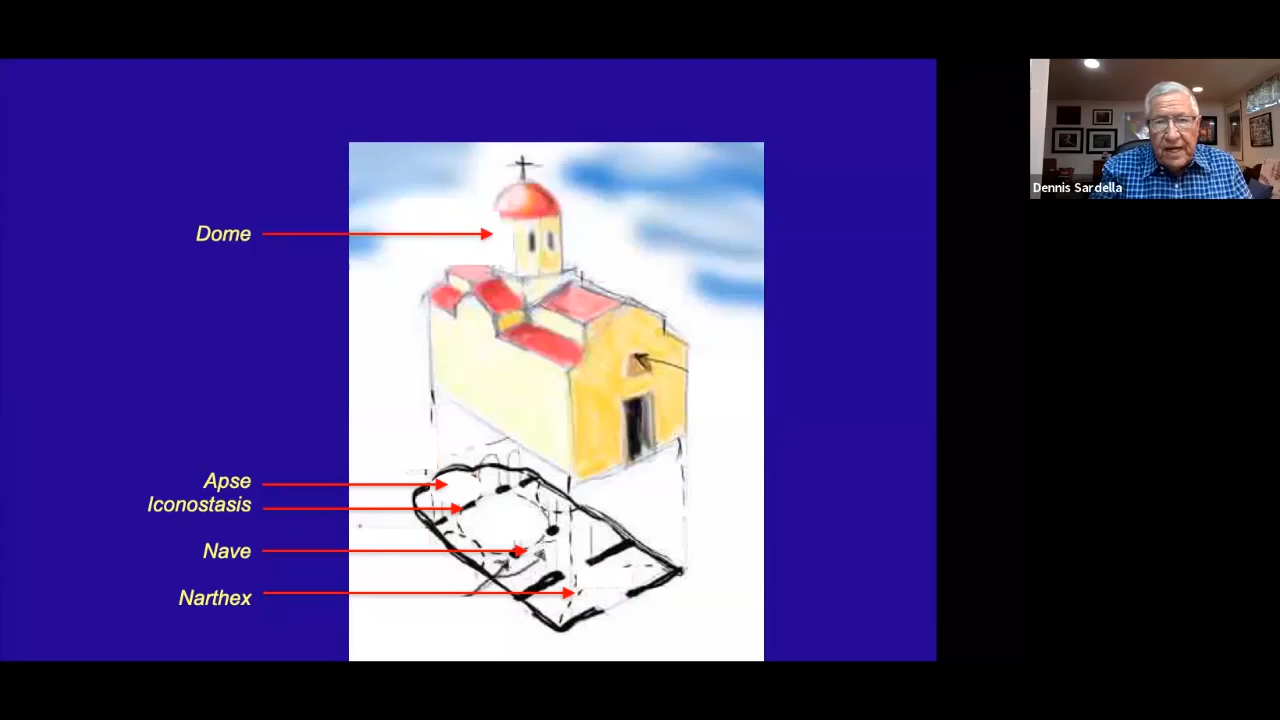 Dome
Apse
Iconostasis
Nave
Narthex
Dennis Sardella